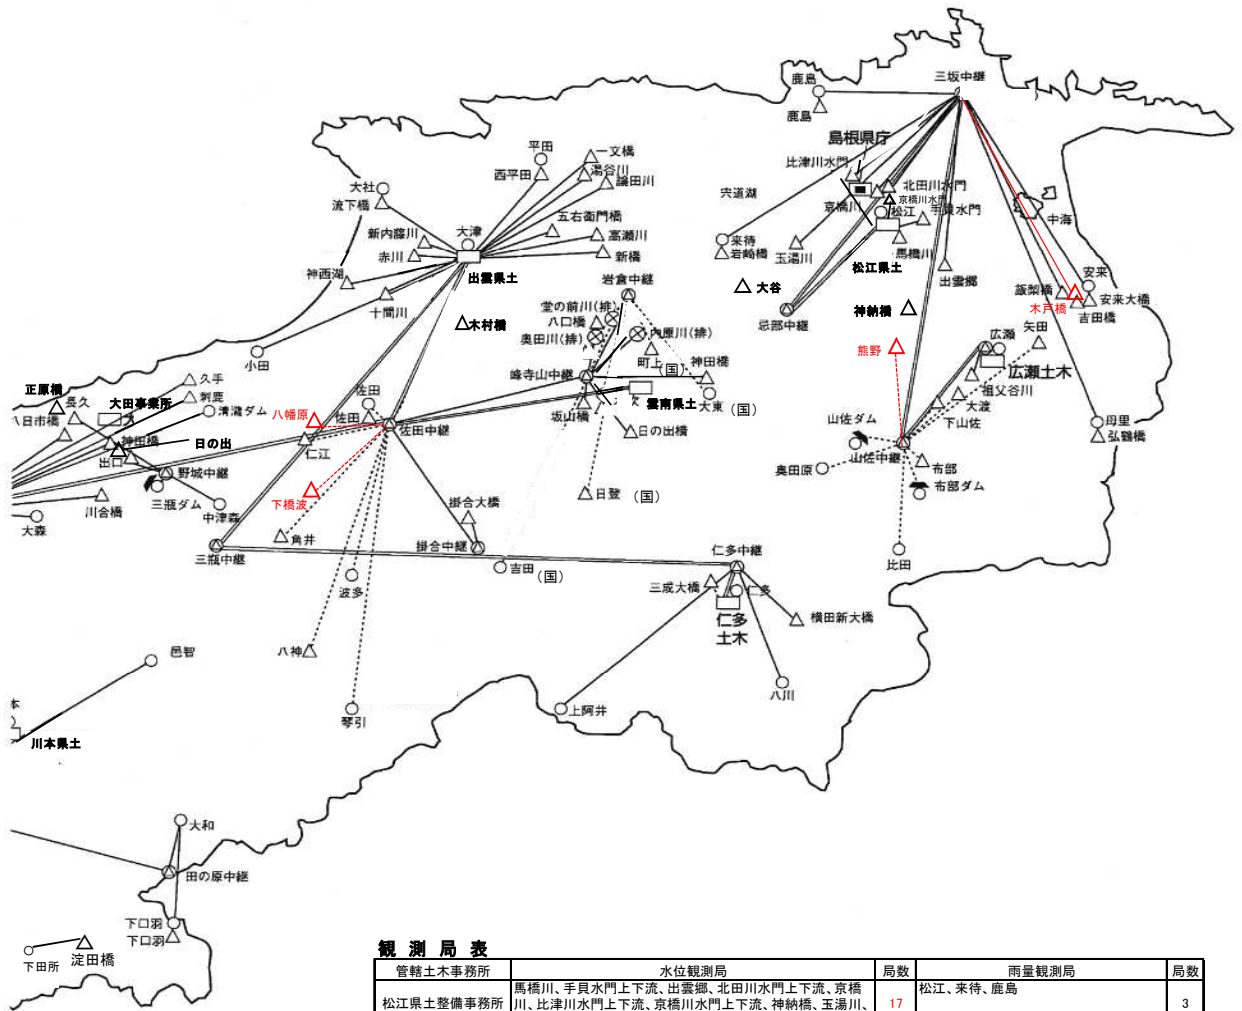 鹿島
三坂中継
鹿島
島根県庁
比津川水門
北田川水門
京橋川水門
京橋川
松江
手貝水門
宍道湖
中海
来待
岩崎橋
玉湯川
馬橋川
松江県土
出雲郷
安来
飯梨橋
安来大橋
木戸橋
吉田橋
大谷
神納橋
忌部中継
熊野
広瀬
矢田
広瀬土木
祖父谷川
大渡
下山佐
母里
弘鶴橋
山佐ダム
山佐中継
奥田原
布部
布部ダム
比田
平田
一文橋
西平田
湯谷川
論田川
大社
流下橋
五右衛門橋
新内藤川
大津
高瀬川
赤川
新橋
出雲県土
神西湖
十間川
小田
岩倉中継
堂の前川(排)
八口橋
木村橋
奥田川(排)
内原川(排)
町上
(国)
神田橋
峰寺山中継
雲南県土
大東
(国)
坂山橋
日の出橋
日登
(国)
正原橋
久手
刺鹿
長久
大田事業所
清瀧ダム
八日市橋
神田橋
日の出
出口
野城中継
三瓶ダム
中津森
川合橋
大森
佐田
佐田
八幡原
佐田中継
仁江
下橋波
角井
三瓶中継
掛合大橋
掛合中継
吉田
(国)
波多
八神
琴引
仁多中継
三成大橋
仁多
仁多
土木
横田新大橋
八川
上阿井
邑智
川本県土
大和
田の原中継
下口羽
下口羽
下田所
淀田橋
観測局表
管轄土木事務所 水位観測局 局数 雨量観測局 局数
松江県土整備事務所 馬橋川、手貝水門上下流、出雲郷、北田川水門上下流、京橋
川、比津川水門上下流、京橋川水門上下流、神納橋、玉湯川、 17 松江、来待、鹿島 3